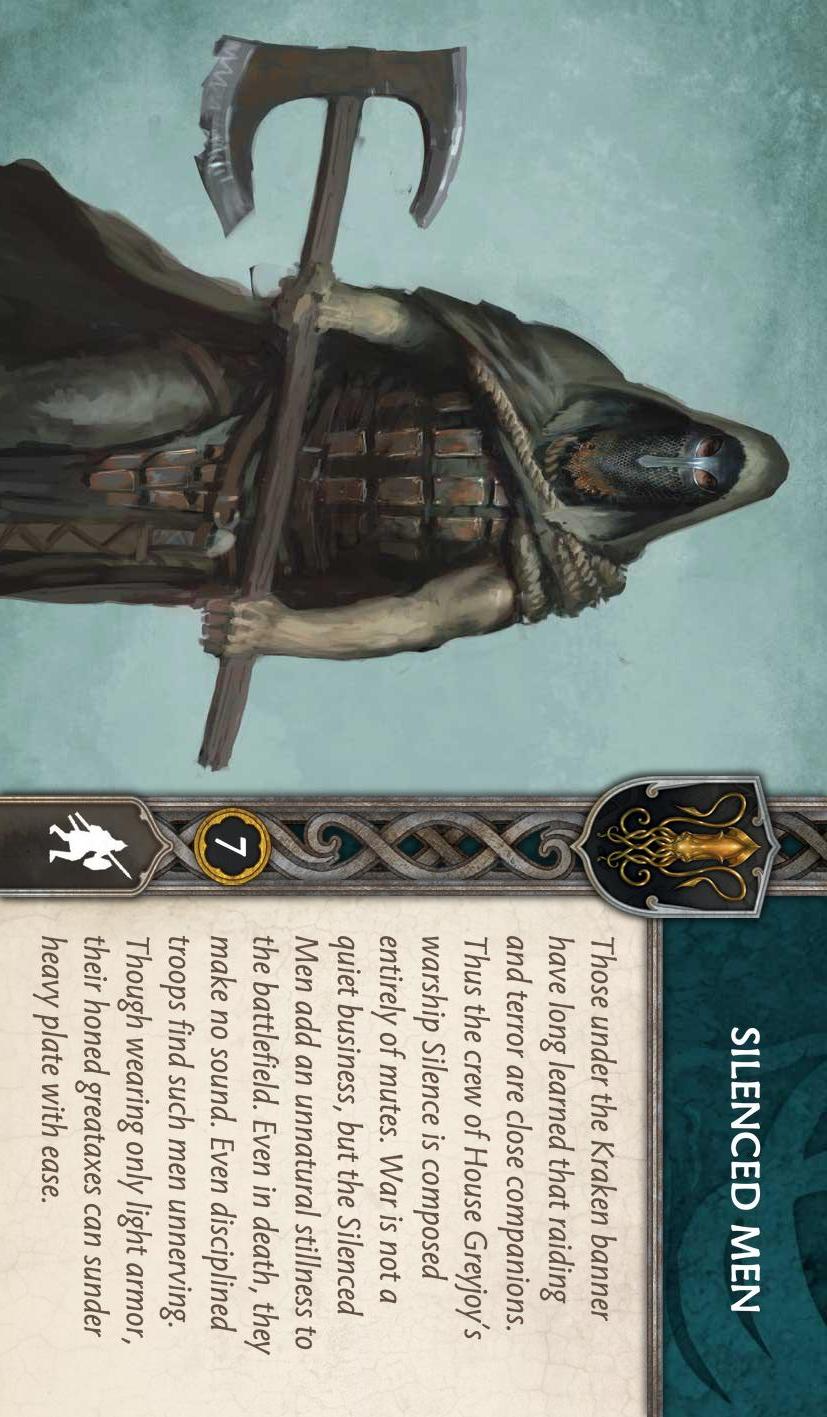 SILENCED MEN
Those under the Kraken banner
have long learned that raiding
and terror are close companions.
Thus the crew of House Greyjoy's
warship Silence is composed
entirely of mutes. War is not a
quiet business, but the Silenced
Men add an unnatural stillness to
the battlefield. Even in death, they
make no sound. Even disciplined
troops find such men unnerving.
Though wearing only light armor,
their honed greataxes can sunder
heavy plate with ease.
7